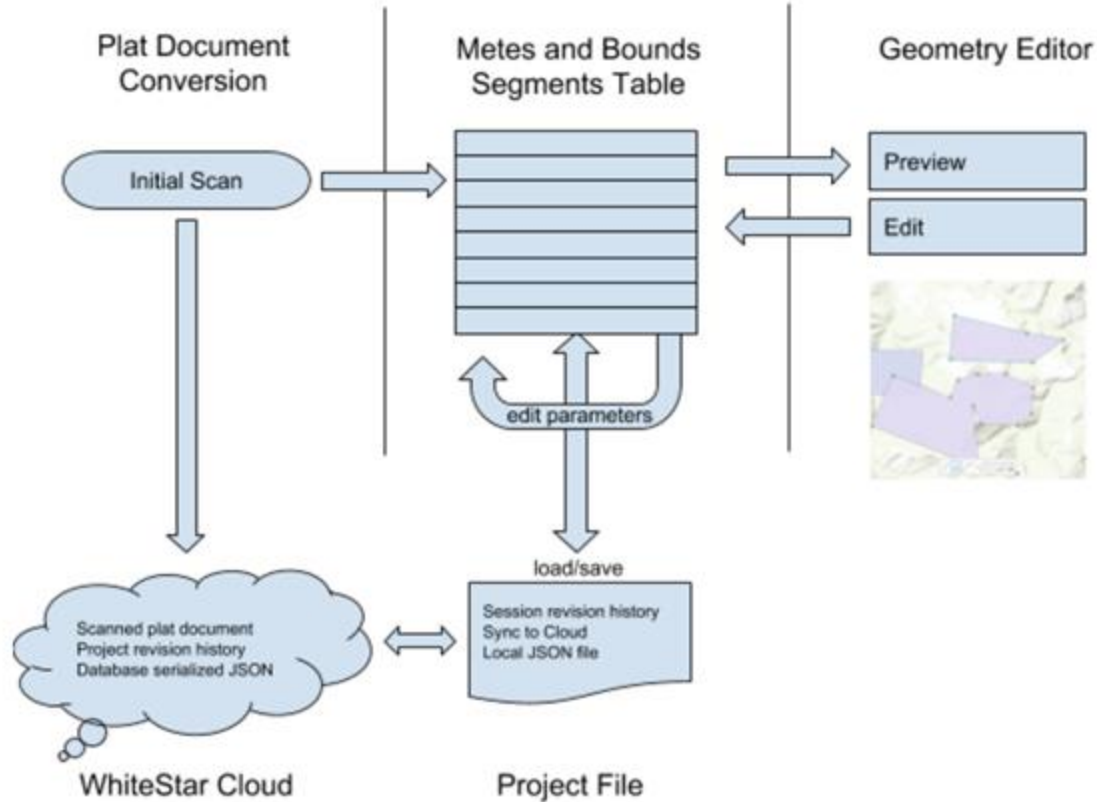 Plat Document
Conversion
Metes and Bounds
Segments Table
Geometry Editor
Initial Scan
Preview
Edit
edit parameters
load/save
Scanned plat document
Project revision history
Database serialized JSON
Session revision history
Sync to Cloud
Local JSON file
WhiteStar Cloud
Project File